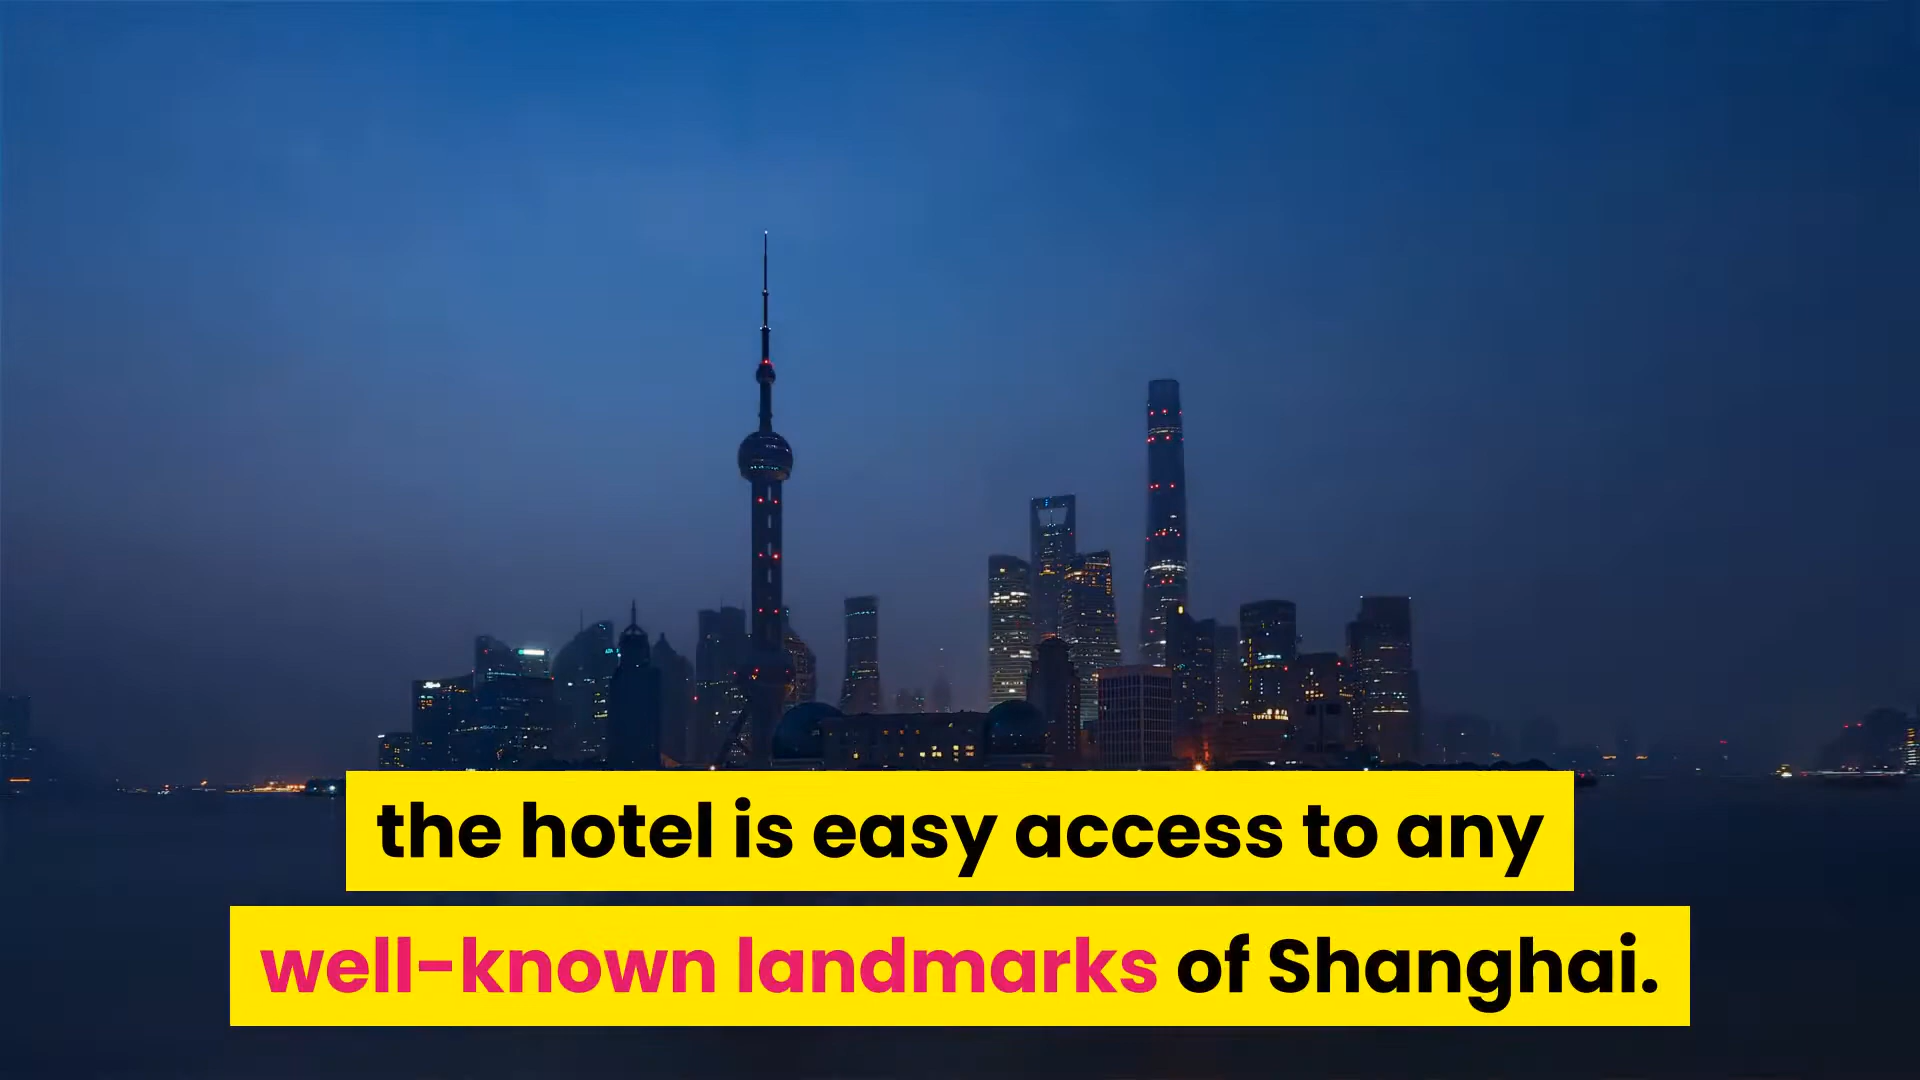 the hotel is easy access to any
well-known landmarks of Shanghai.